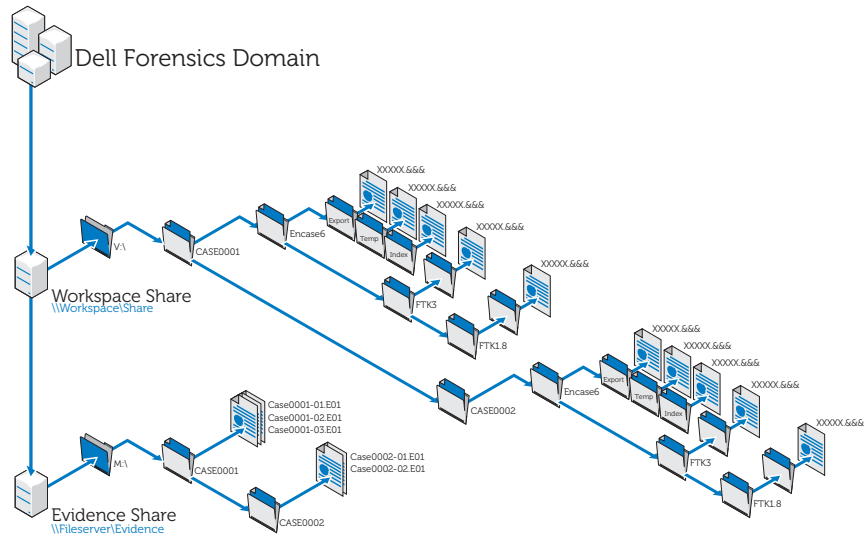 Dell Forensics Domain
XXXXX.&&&
XXXXX.&&&
XXXXX.&&&
XXXXX.&&&
XXXXX.&&&
Export
Temp
Index
Encase6
CASE0001
V:\
FTK3
FTK1.8
Workspace Share
\\Workspace\Share
XXXXX.&&&
XXXXX.&&&
XXXXX.&&&
XXXXX.&&&
XXXXX.&&&
Export
Temp
Index
Encase6
CASE0002
FTK3
FTK1.8
Case0001-01.E01
Case0001-02.E01
Case0001-03.E01
Case0002-01.E01
Case0002-02.E01
M:\
CASE0001
CASE0002
Evidence Share
\\Fileserver\Evidence